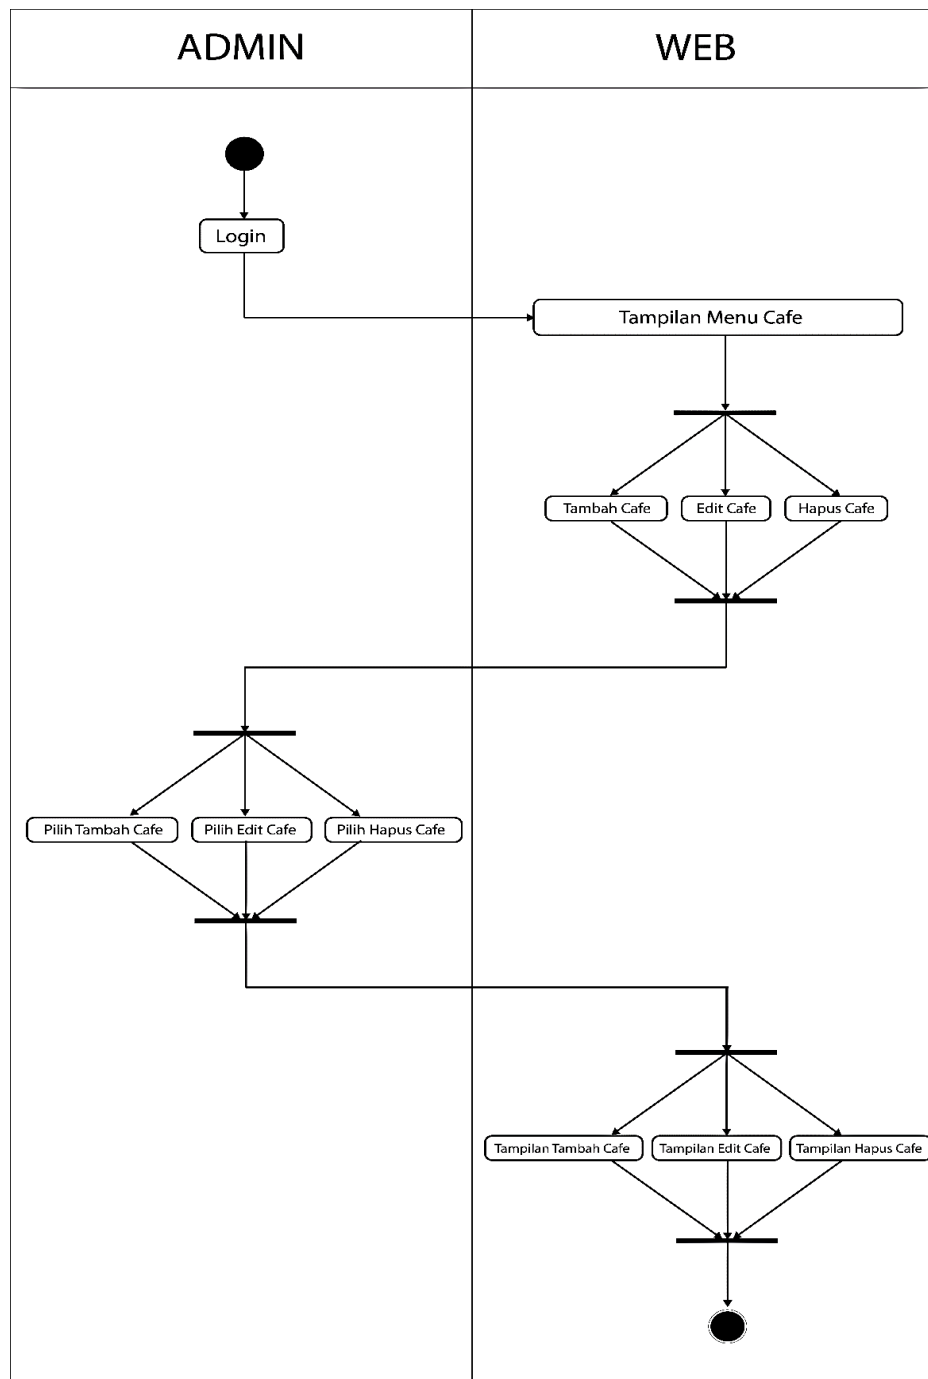 ADMIN
WEB
Login
Tampilan Menu Cafe
Tambah Cafe
Edit Cafe
Hapus Cafe
Pilih Tambah Cafe
Pilih Edit Cafe
Pilih Hapus Cafe
Tampilan Tambah Cafe
Tampilan Edit Cafe
Tampilan Hapus Cafe